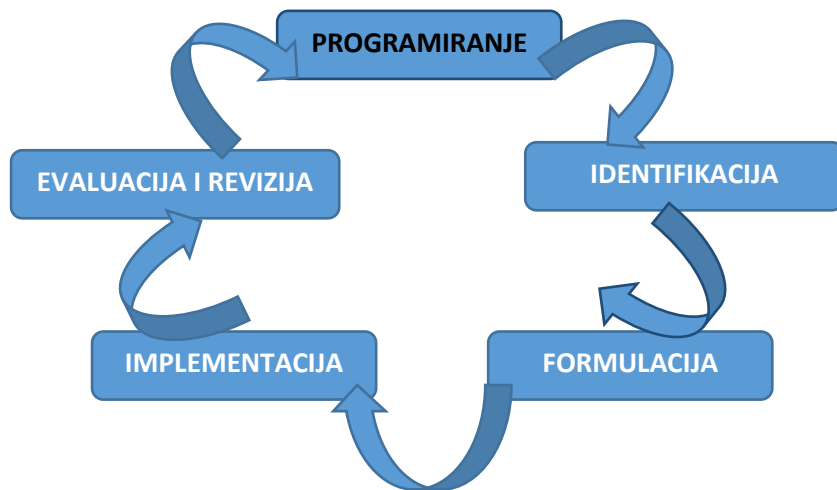 PROGRAMIRANJE
IDENTIFIKACIJA
FORMULACIJA
IMPLEMENTACIJA
EVALUACIJA I REVIZIJA